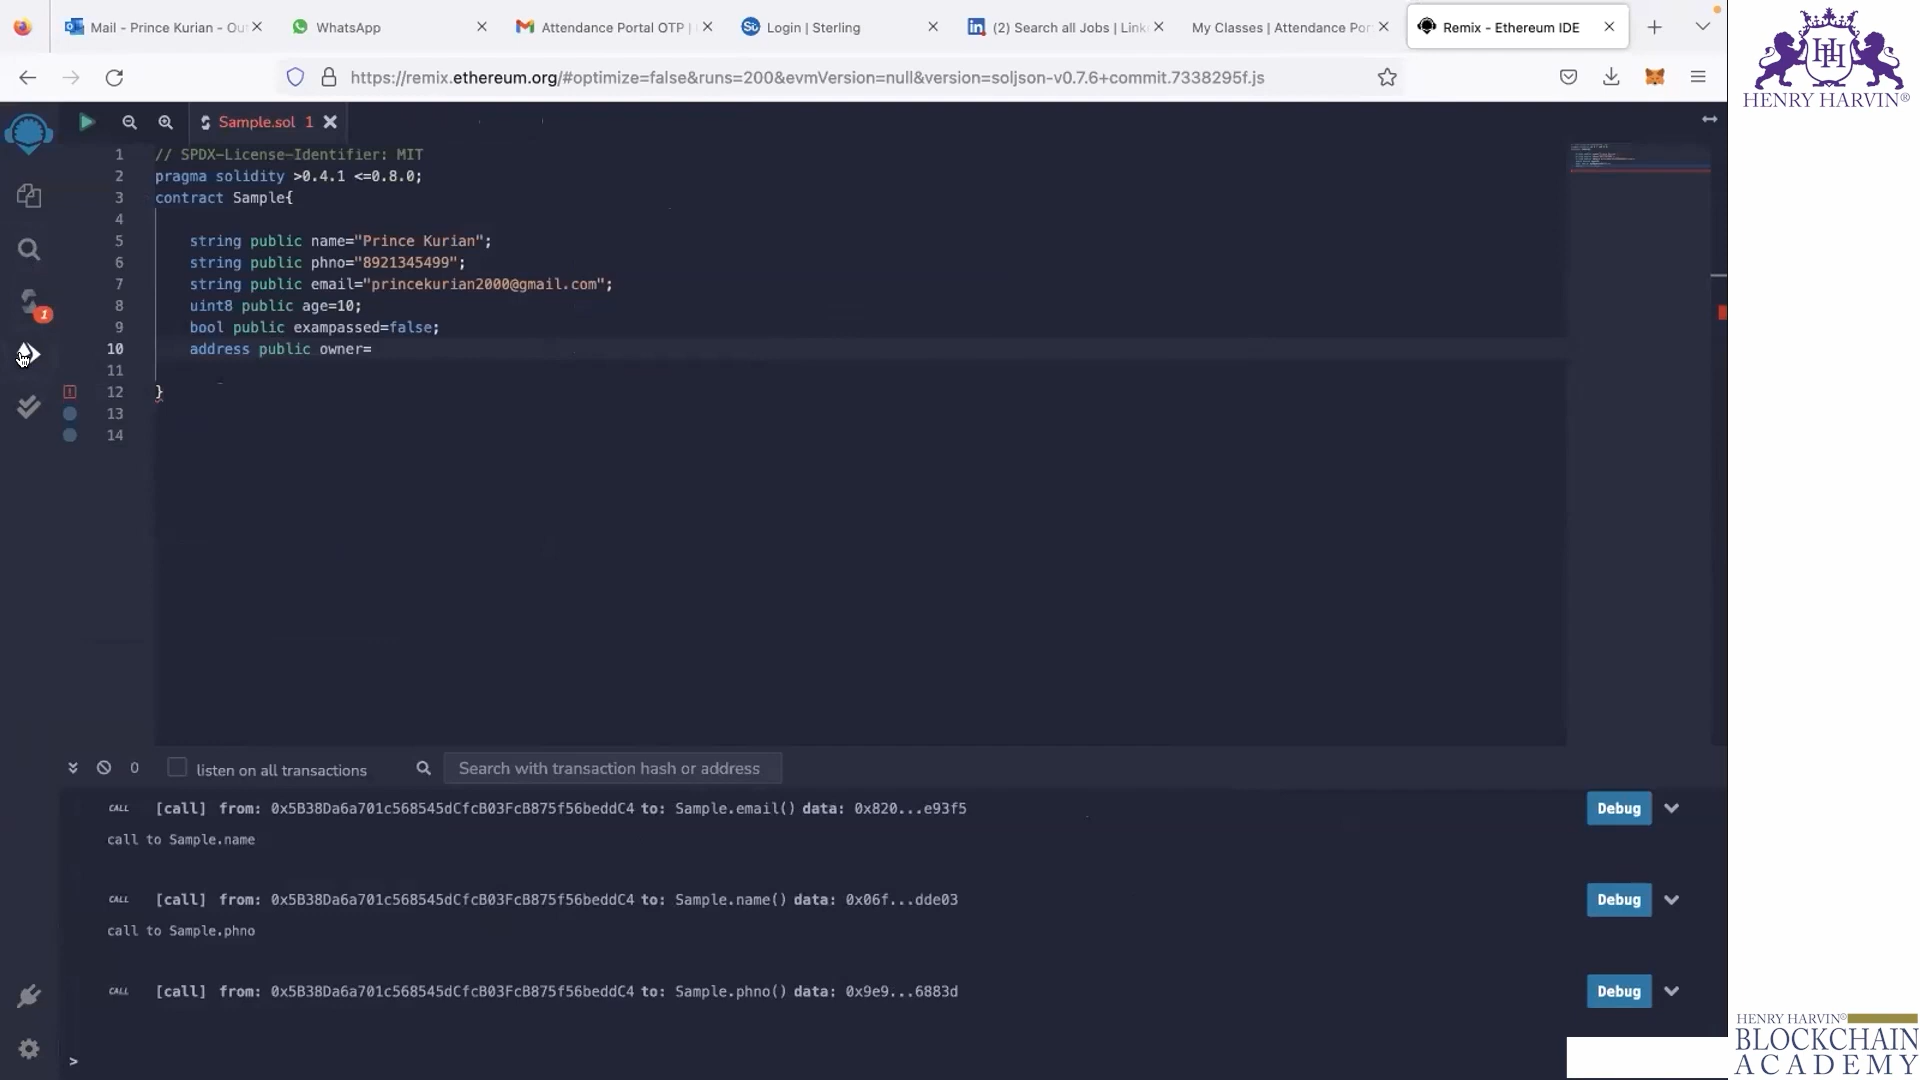 Mail - Prince Kurian - Ou
WhatsApp
Attendance Portal OTP |
Login | Sterling
(2) Search all Jobs | Link
My Classes | Attendance Por
Remix - Ethereum IDE
https://remix.ethereum.org/#optimize=false&runs=200&evmVersion=null&version=soljson-v0.7.6+commit.7338295f.js
HENRY HARVIN®
Sample.sol 1
1 // SPDX-License-Identifier: MIT
2 pragma solidity >0.4.1 <=0.8.0;
3 contract Sample{
4
5 string public name="Prince Kurian";
6 string public phno="8921345499";
7 string public email="princekurian2000@gmail.com";
8 uint8 public age=10;
9 bool public exampassed=false;
10 address public owner=
11
12 }
13
14
1
0 listen on all transactions Search with transaction hash or address
CALL [call] from: 0x5B38Da6a701c568545dCfcB03FcB875f56beddC4 to: Sample.email() data: 0x820...e93f5 Debug
call to Sample.name
CALL [call] from: 0x5B38Da6a701c568545dCfcB03FcB875f56beddC4 to: Sample.name() data: 0x06f...dde03 Debug
call to Sample.phno
CALL [call] from: 0x5B38Da6a701c568545dCfcB03FcB875f56beddC4 to: Sample.phno() data: 0x9e9...6883d Debug
>
HENRY HARVIN®
BLOCKCHAIN
ACADEMY